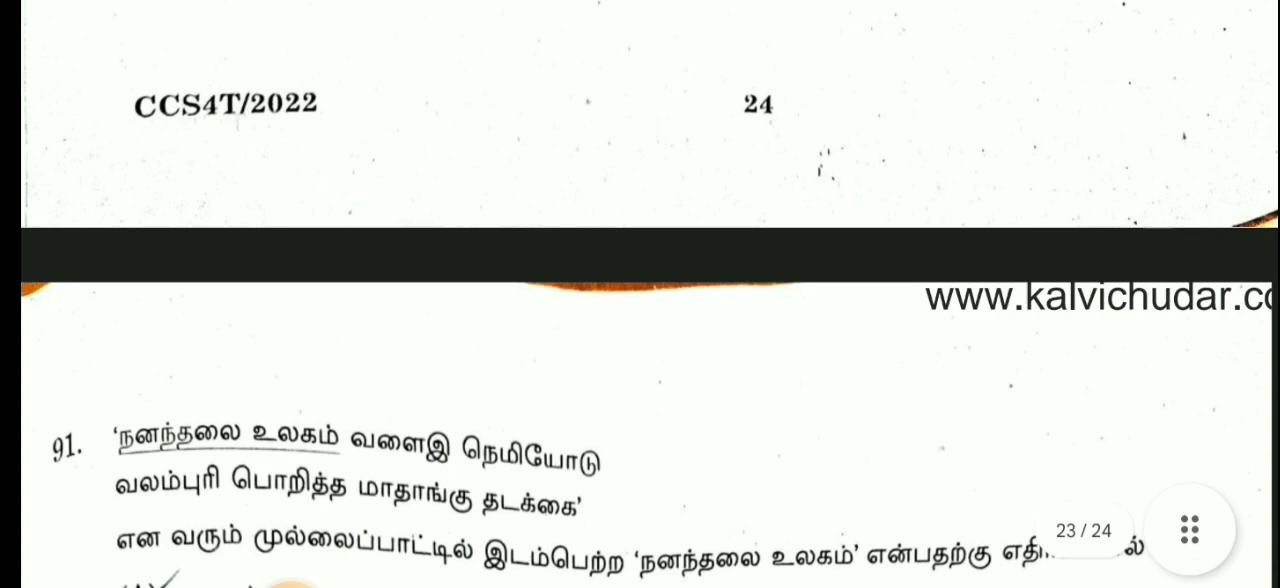 CCS4T/2022 24
www.kalvichudar.co
91. 'நனந்தலை உலகம் வளைஇ நெமியோடு
வலம்புரி பொறித்த மாதாங்கு தடக்கை'
என வரும் முல்லைப்பாட்டில் இடம்பெற்ற 'நனந்தலை உலகம்' என்பதற்கு
23 / 24